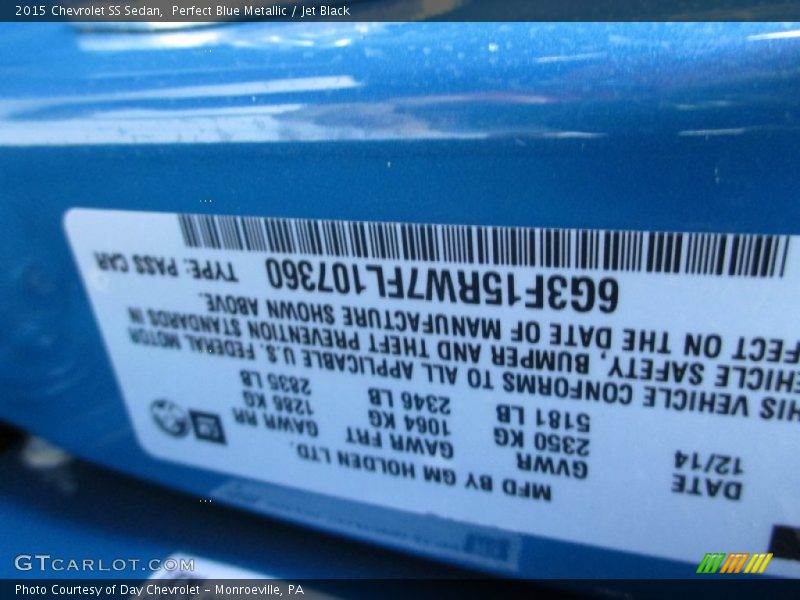 2015 Chevrolet SS Sedan, Perfect Blue Metallic / Jet Black
MFD BY GM HOLDEN LTD.
DATE GVWR GAWR FRT GAWR RR
12/14 2350 KG 1064 KG 1286 KG
5181 LB 2346 LB 2835 LB
GM
HIS VEHICLE CONFORMS TO ALL APPLICABLE U.S. FEDERAL MOTOR
EHICLE SAFETY, BUMPER AND THEFT PREVENTION STANDARDS IN
FFECT ON THE DATE OF MANUFACTURE SHOWN ABOVE.
6G3F15RW7FL107360 TYPE: PASS CAR
GTCARLOT.COM
Photo Courtesy of Day Chevrolet – Monroeville, PA